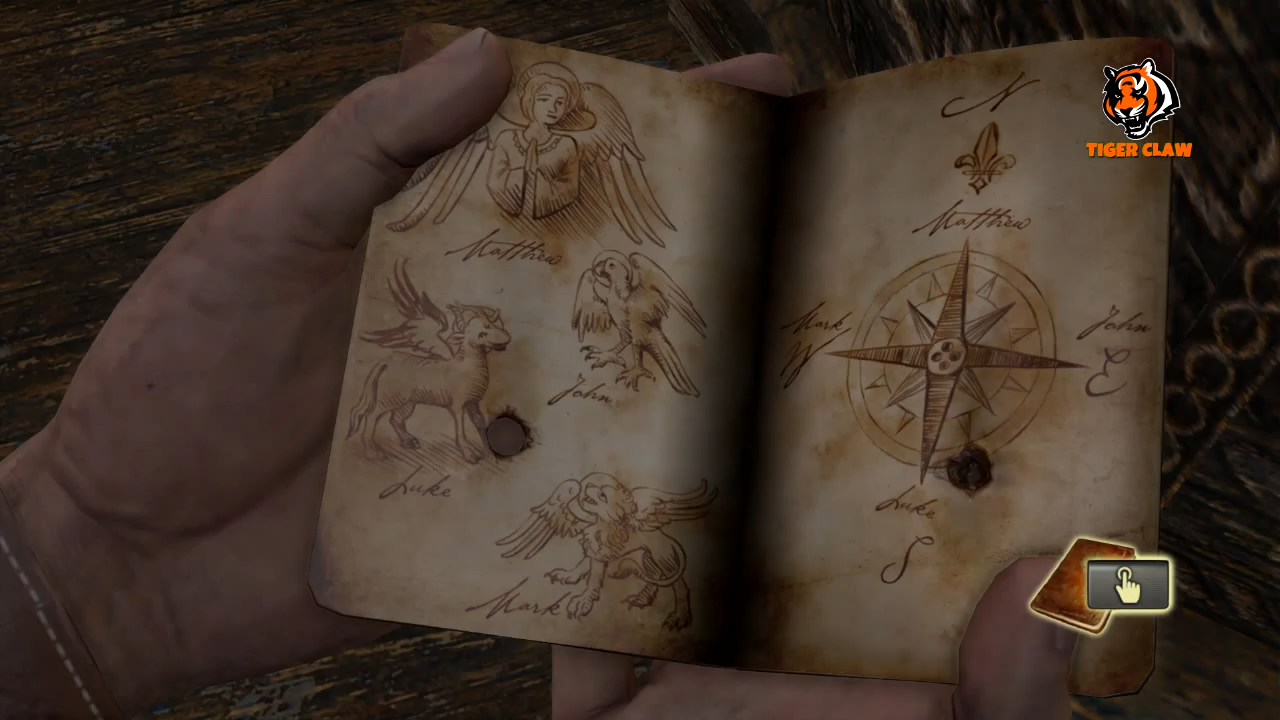 Matthew
John
Luke
Mark
N
TIGER CLAW
Matthew
Mark
W
John
E
Luke
S